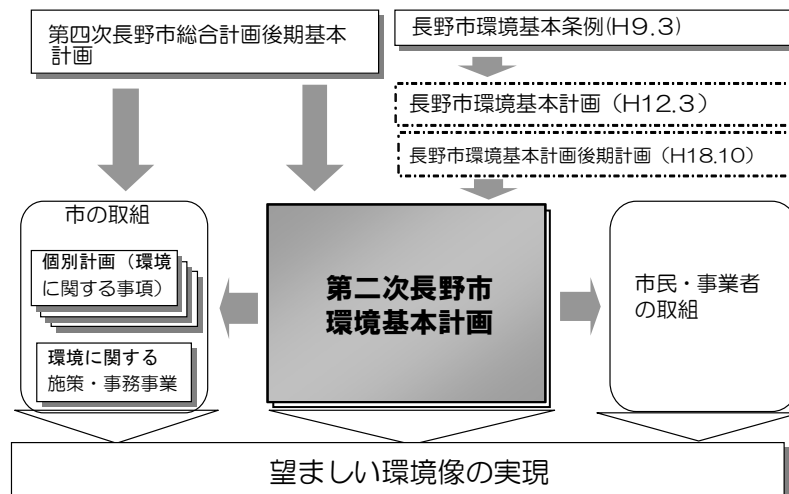 第四次長野市総合計画後期基本
計画
長野市環境基本条例(H9.3)
長野市環境基本計画（H12.3）
長野市環境基本計画後期計画（H18.10）
市の取組
個別計画（環境
に関する事項）
環境に関する
施策・事務事業
第二次長野市
環境基本計画
市民・事業者
の取組
望ましい環境像の実現